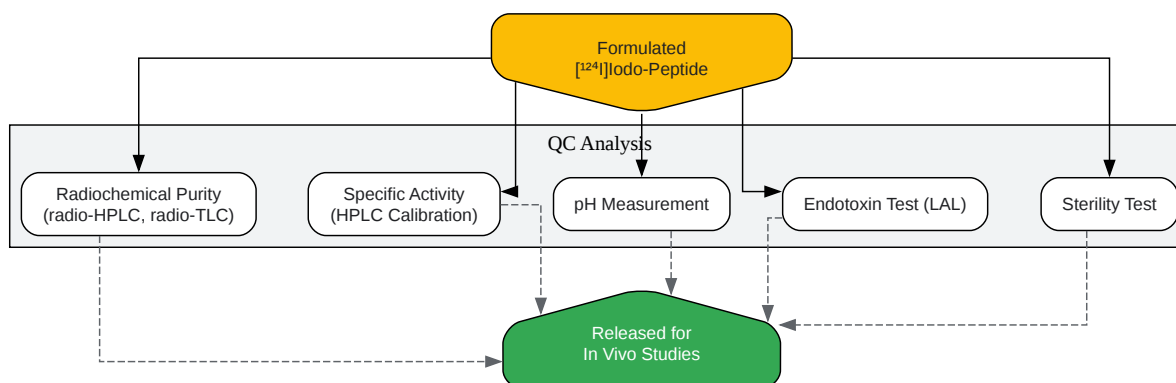 Formulated
[¹²⁴I]Iodo-Peptide
QC Analysis
Radiochemical Purity
(radio-HPLC, radio-TLC)
Specific Activity
(HPLC Calibration)
pH Measurement
Endotoxin Test (LAL)
Sterility Test
Released for
In Vivo Studies